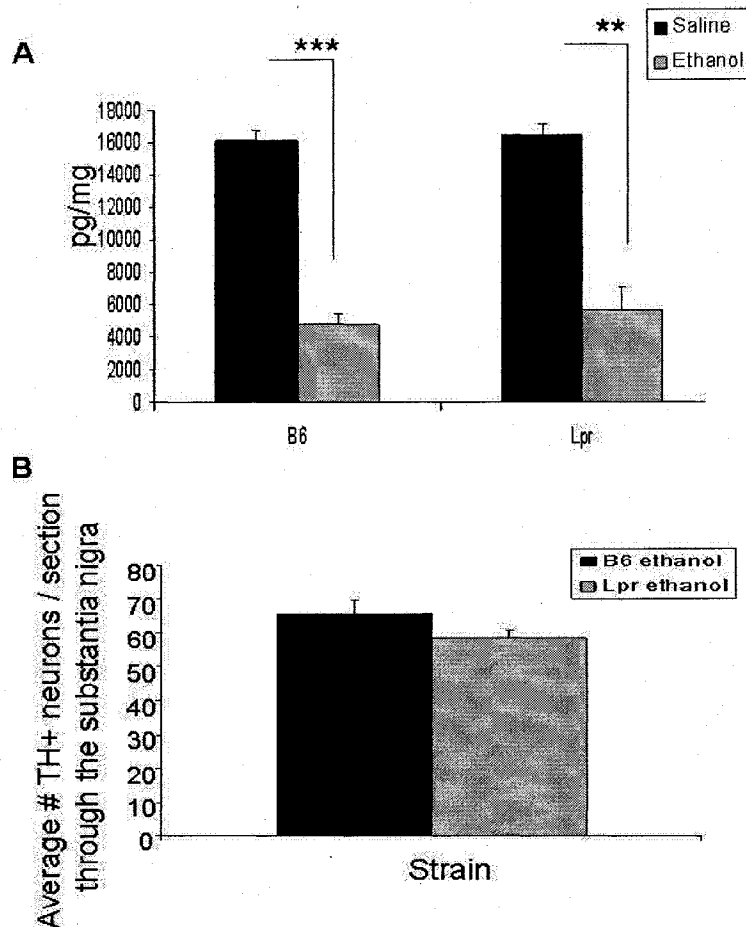 Saline
Ethanol
A
***
**
18000
16000
14000
12000
10000
8000
6000
4000
2000
0
pg/mg
B6
Lpr
B
B6 ethanol
Lpr ethanol
80
70
60
50
40
30
20
10
0
Average # TH+ neurons / section
through the substantia nigra
Strain